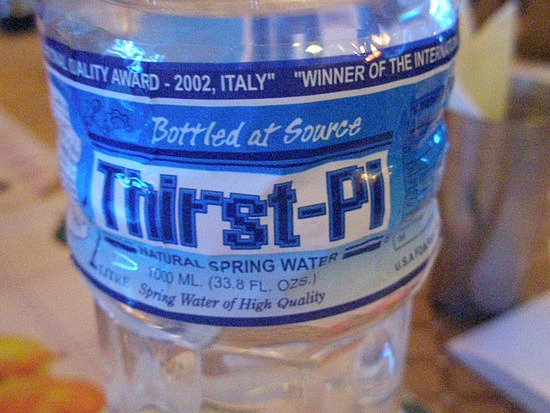 QUALITY AWARD - 2002, ITALY" "WINNER OF THE
Bottled at Source
Thirst-Pi
NATURAL SPRING WATER
1 LITRE
1000 ML. (33.8 FL. OZS.)
U.S.A
Spring Water of High Quality